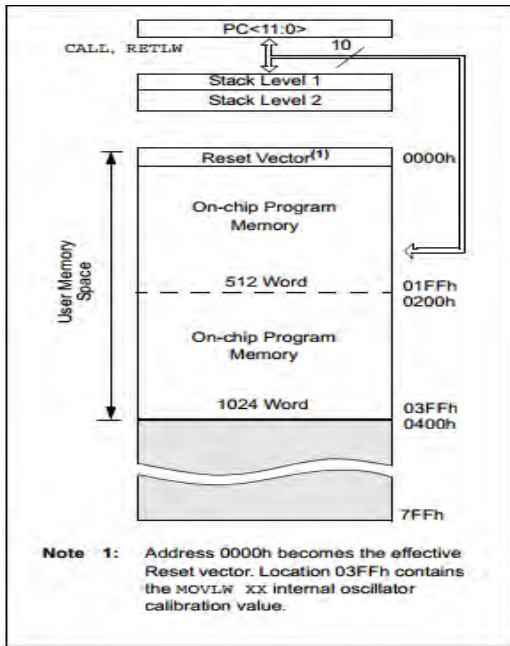 PC<11:0>
CALL, RETLW
10
Stack Level 1
Stack Level 2
Reset Vector(1)
0000h
On-chip Program
Memory
User Memory
Space
512 Word
01FFh
0200h
On-chip Program
Memory
1024 Word
03FFh
0400h
7FFh
Note 1: Address 0000h becomes the effective
Reset vector. Location 03FFh contains
the MOVLW XX internal oscillator
calibration value.